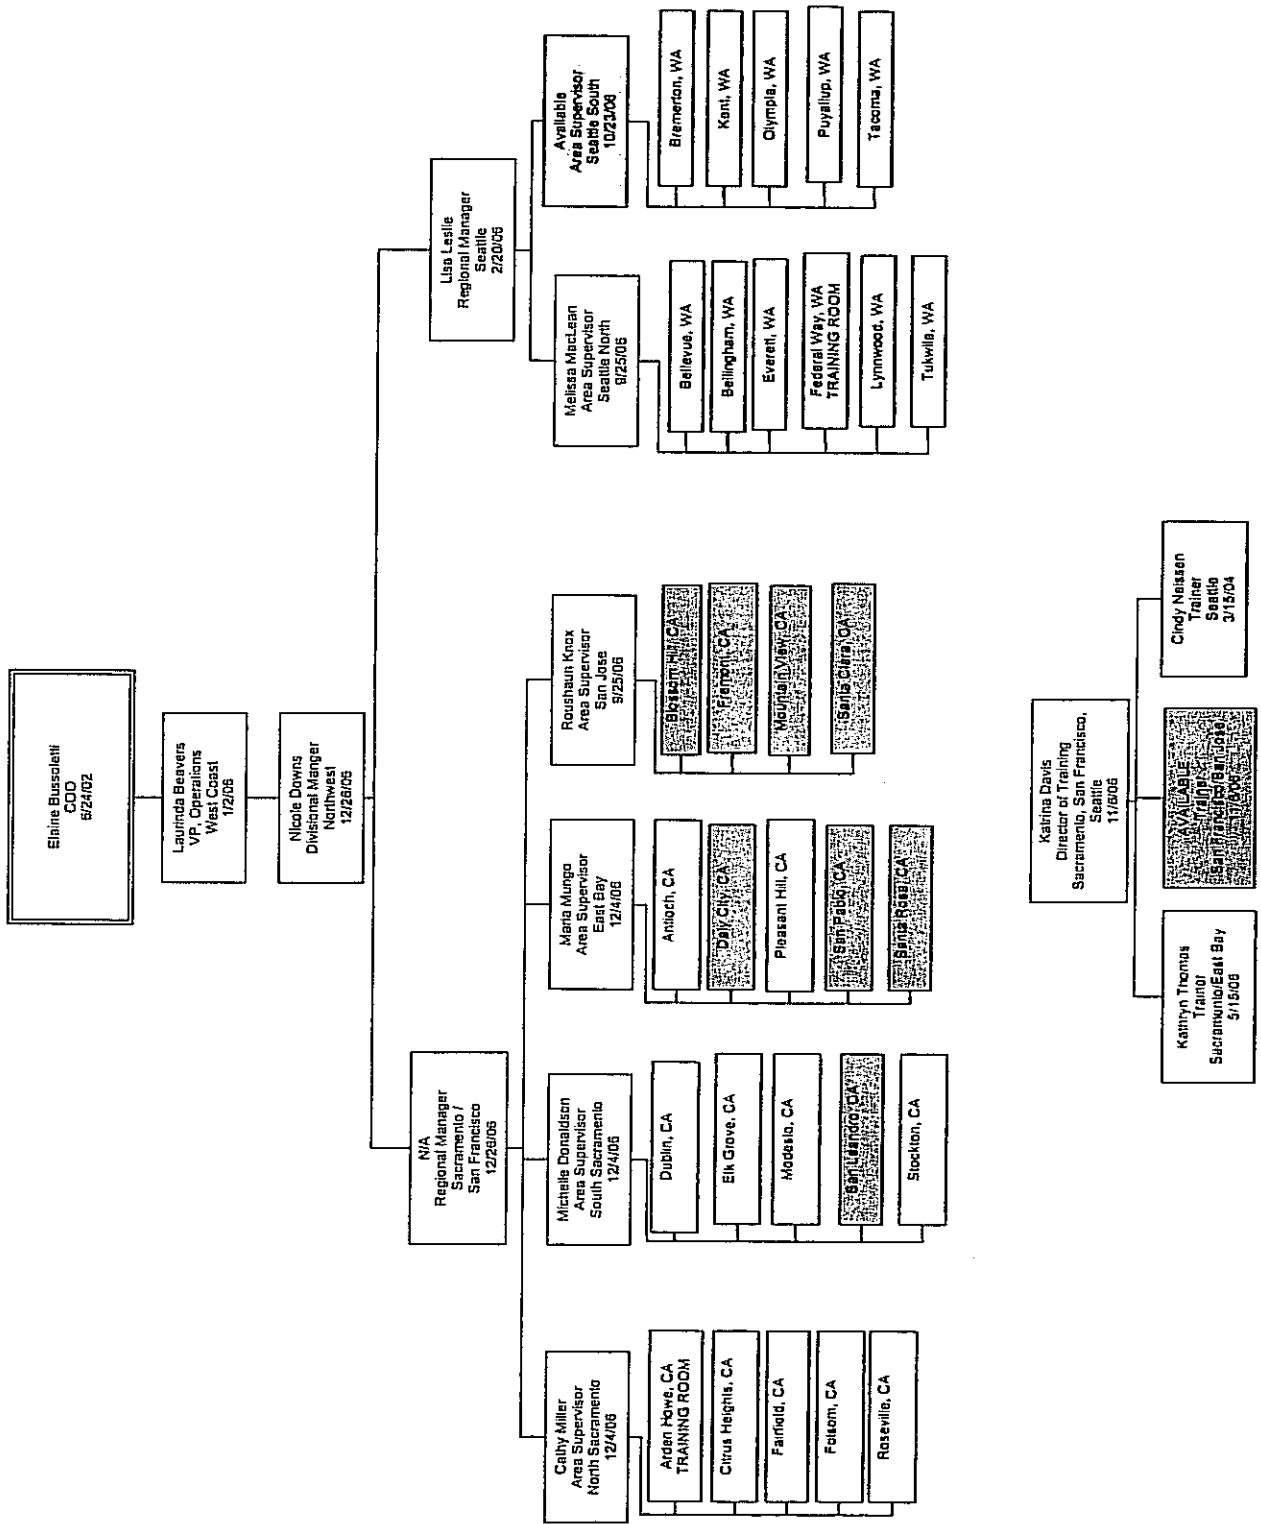 Elaine Bussoletti
COO
6/24/02
Laurinda Beavers
VP, Operations
West Coast
1/2/06
Nicole Downs
Divisional Manger
Northwest
12/26/06
N/A
Regional Manager
Sacramento /
San Francisco
12/26/06
Lisa Leslie
Regional Manager
Seattle
2/20/06
Cathy Miller
Area Supervisor
North Sacramento
12/4/06
Arden Howe, CA
TRAINING ROOM
Citrus Heights, CA
Fairfield, CA
Folsom, CA
Roseville, CA
Michelle Donaldson
Area Supervisor
South Sacramento
12/4/06
Dublin, CA
Elk Grove, CA
Modesto, CA
San Leandro, CA
Stockton, CA
Maria Mungo
Area Supervisor
East Bay
12/4/06
Antioch, CA
Daly City, CA
Pleasant Hill, CA
San Pablo, CA
Santa Rosa, CA
Roushaun Knox
Area Supervisor
San Jose
9/25/06
Blossom Hill, CA
Fremont, CA
Mountain View, CA
Santa Clara, CA
Melissa MacLean
Area Supervisor
Seattle North
9/25/06
Bellevue, WA
Bellingham, WA
Everett, WA
Federal Way, WA
TRAINING ROOM
Lynnwood, WA
Tukwila, WA
Available
Area Supervisor
Seattle South
10/23/06
Bremerton, WA
Kent, WA
Olympia, WA
Puyallup, WA
Tacoma, WA
Katrina Davis
Director of Training
Sacramento, San Francisco,
Seattle
11/6/06
Kathryn Thomas
Trainer
Sacramento/East Bay
5/15/06
AVAILABLE
Trainer
San Francisco/San Jose
11/6/06
Cindy Neissen
Trainer
Seattle
3/15/04